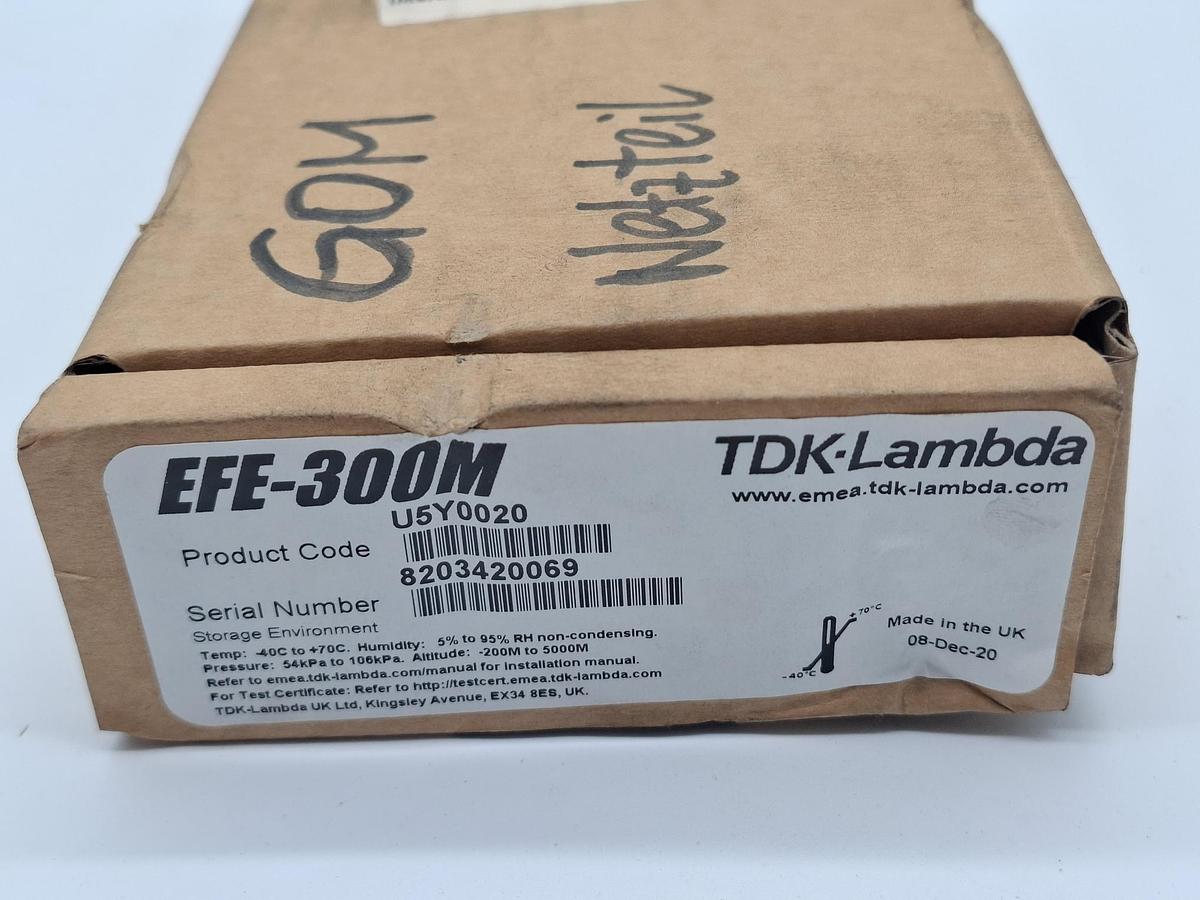 GOM
Netzteil
EFE-300M
TDK·Lambda
www.emea.tdk-lambda.com
U5Y0020
Product Code
8203420069
Serial Number
Storage Environment
Temp: -40C to +70C. Humidity: 5% to 95% RH non-condensing.
Pressure: 54kPa to 106kPa. Altitude: -200M to 5000M
Refer to emea.tdk-lambda.com/manual for installation manual.
For Test Certificate: Refer to http://testcert.emea.tdk-lambda.com
TDK-Lambda UK Ltd, Kingsley Avenue, EX34 8ES, UK.
+70°C
-40°C
Made in the UK
08-Dec-20